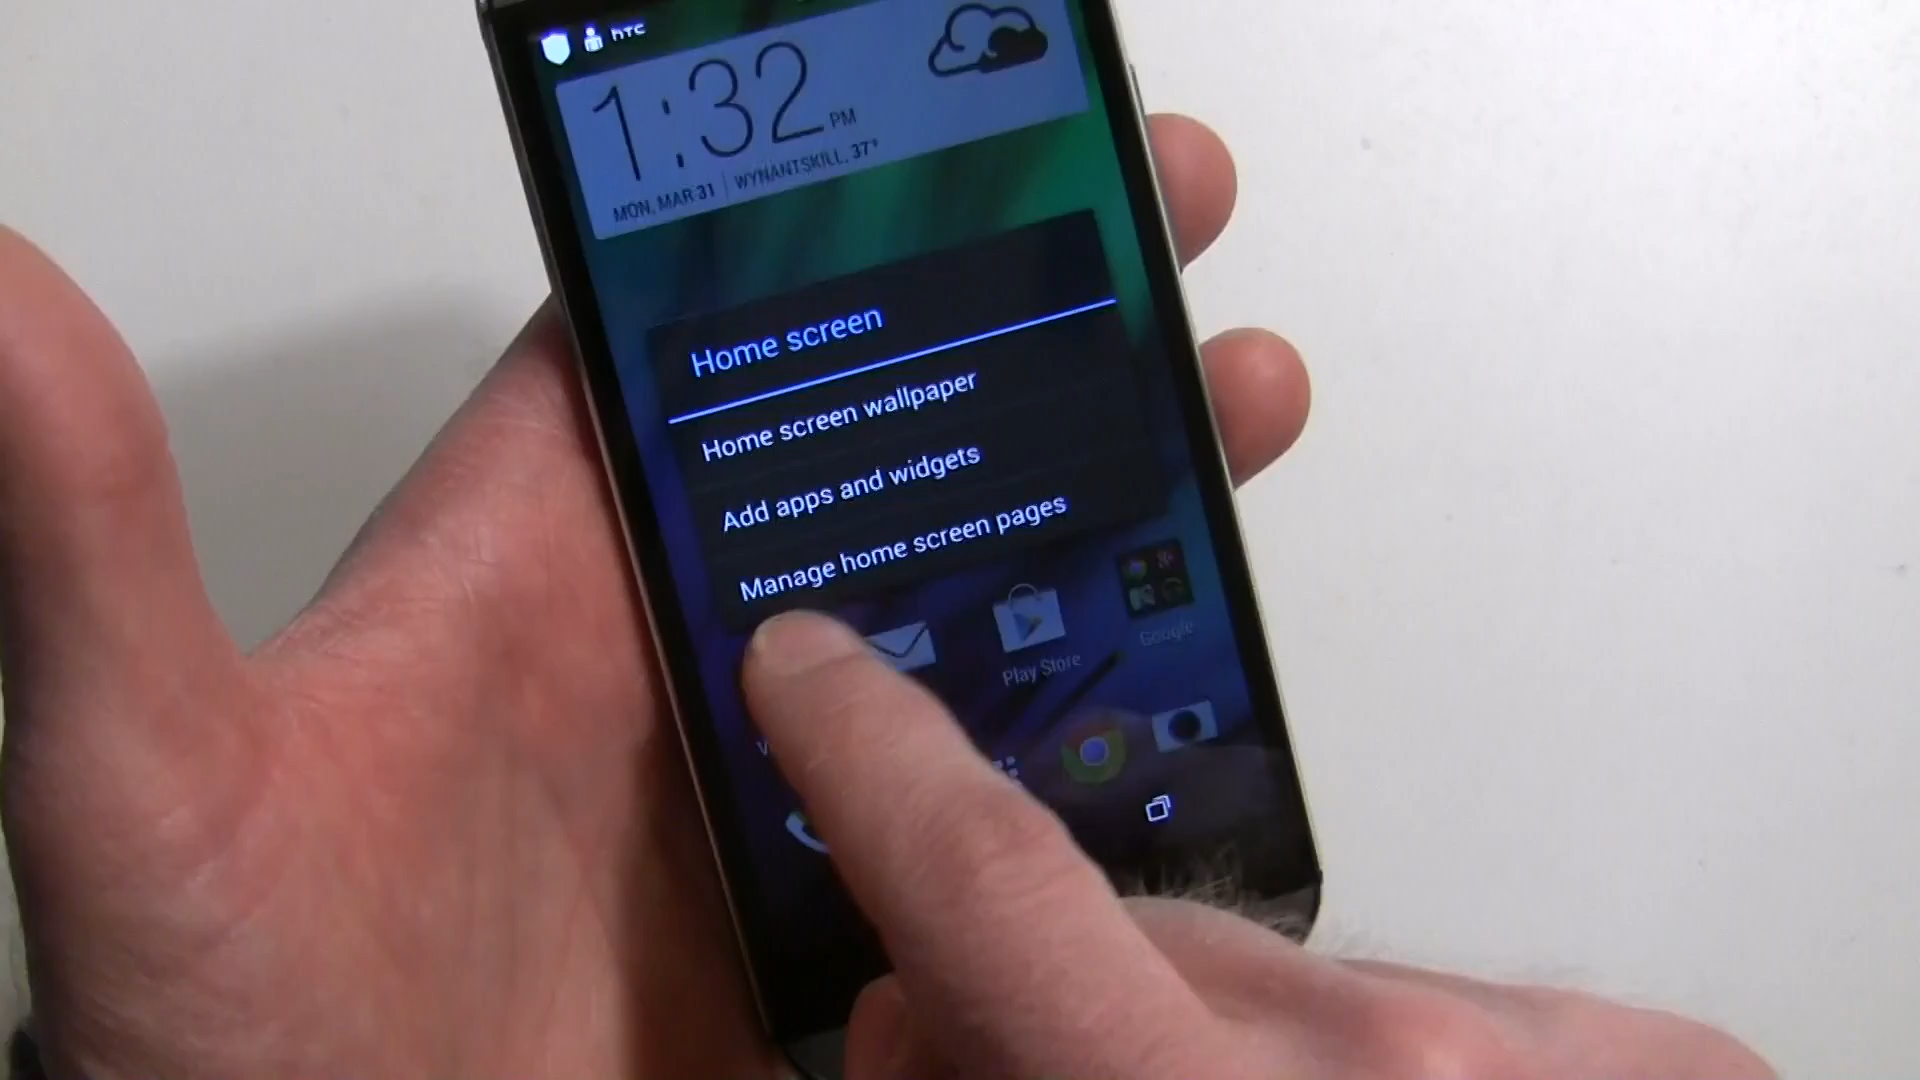 hTC
1:32 PM
MON, MAR 31 | WYNANTSKILL, 37°
Home screen
Home screen wallpaper
Add apps and widgets
Manage home screen pages
Play Store
Google